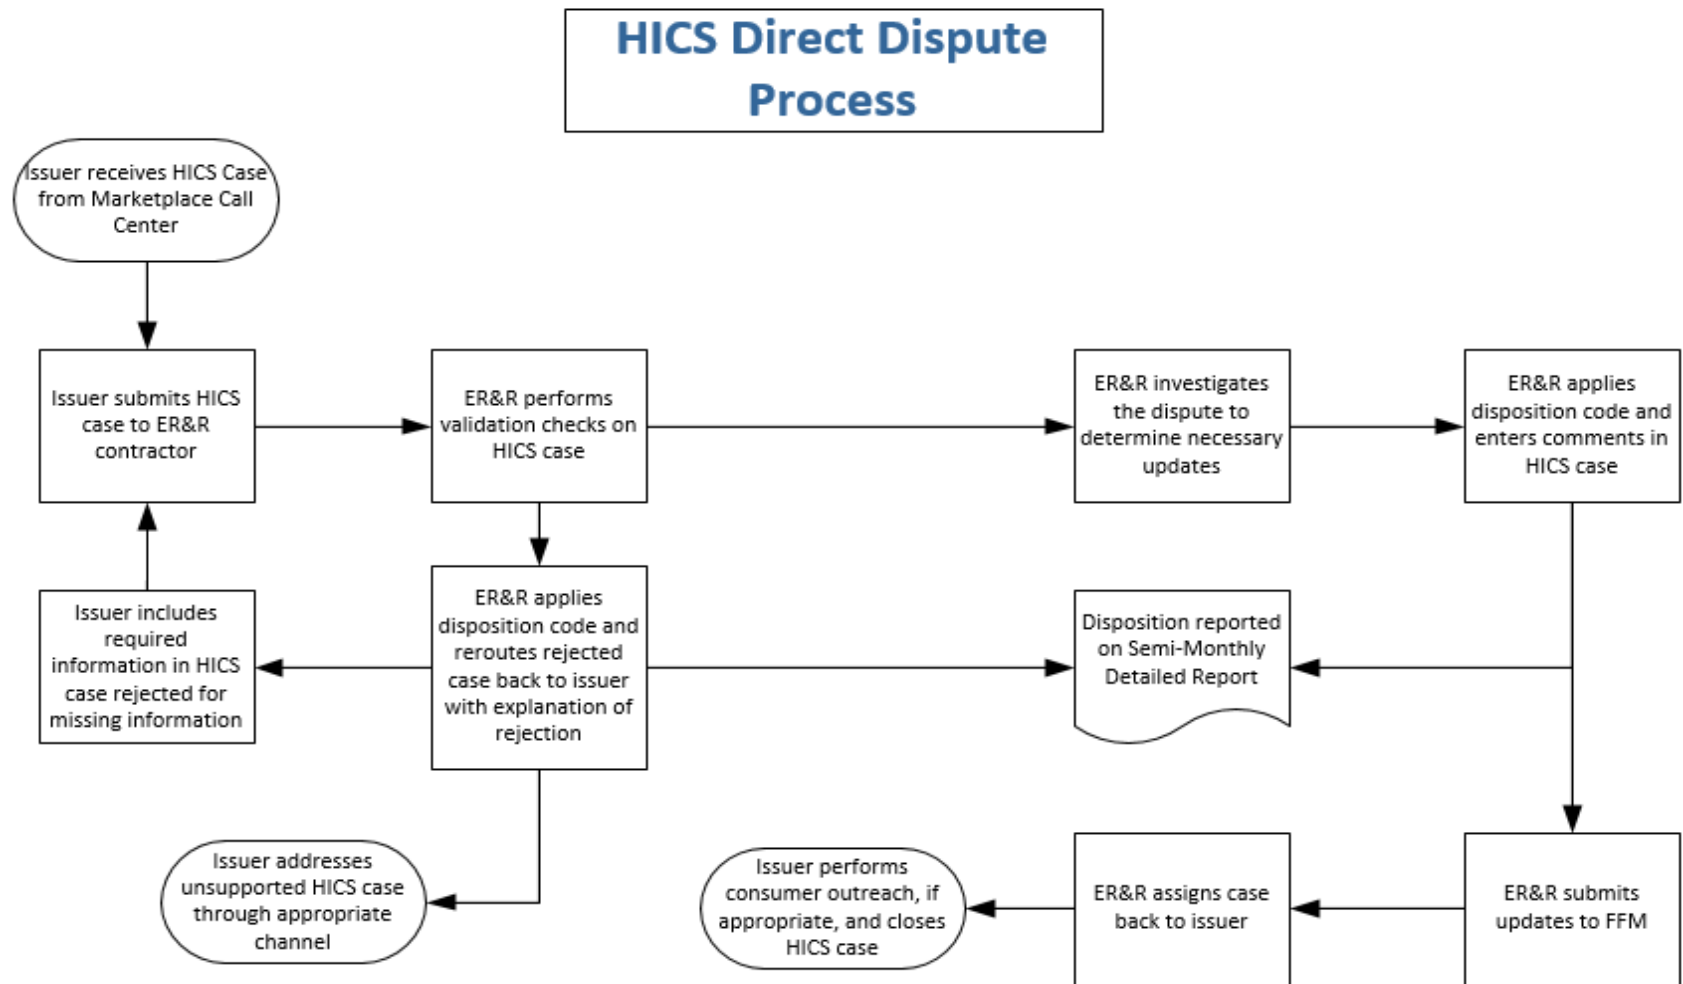 HICS Direct Dispute
Process
Issuer receives HICS Case
from Marketplace Call
Center
Issuer submits HICS
case to ER&R
contractor
ER&R performs
validation checks on
HICS case
ER&R investigates
the dispute to
determine necessary
updates
ER&R applies
disposition code and
enters comments in
HICS case
Issuer includes
required
information in HICS
case rejected for
missing information
ER&R applies
disposition code and
reroutes rejected
case back to issuer
with explanation of
rejection
Disposition reported
on Semi-Monthly
Detailed Report
Issuer addresses
unsupported HICS case
through appropriate
channel
Issuer performs
consumer outreach, if
appropriate, and closes
HICS case
ER&R assigns case
back to issuer
ER&R submits
updates to FFM